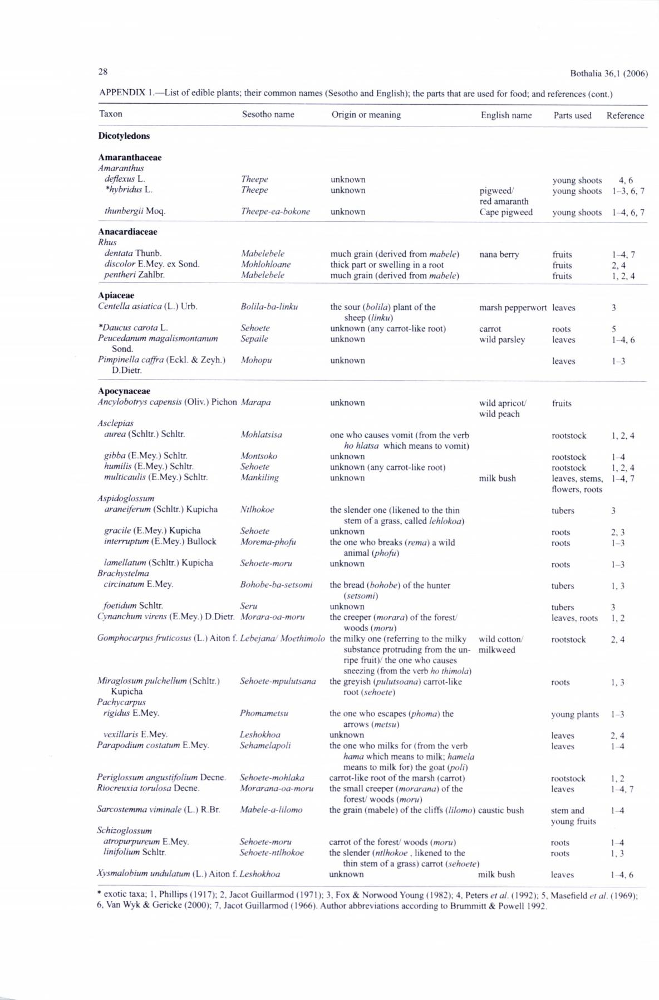 28 Bothalia 36,1 (2006)
APPENDIX 1.—List of edible plants; their common names (Sesotho and English); the parts that are used for food; and references (cont.)
Taxon Sesotho name Origin or meaning English name Parts used Reference
Dicotyledons
Amaranthaceae
Amaranthus
deflexus L. Theepe unknown young shoots 4, 6
*hybridus L. Theepe unknown pigweed/ young shoots 1–3, 6, 7
red amaranth
thunbergii Moq. Theepe-ea-bokone unknown Cape pigweed young shoots 1–4, 6, 7
Anacardiaceae
Rhus
dentata Thunb. Mabelebele much grain (derived from mabele) nana berry fruits 1–4, 7
discolor E.Mey. ex Sond. Mohlohloane thick part or swelling in a root fruits 2, 4
pentheri Zahlbr. Mabelebele much grain (derived from mabele) fruits 1, 2, 4
Apiaceae
Centella asiatica (L.) Urb. Bolila-ba-linku the sour (bolila) plant of the marsh pepperwort leaves 3
sheep (linku)
*Daucus carota L. Sehoete unknown (any carrot-like root) carrot roots 5
Peucedanum magalismontanum Sepaile unknown wild parsley leaves 1–4, 6
Sond.
Pimpinella caffra (Eckl. & Zeyh.) Mohopu unknown leaves 1–3
D.Dietr.
Apocynaceae
Ancylobotrys capensis (Oliv.) Pichon Marapa unknown wild apricot/ fruits
wild peach
Asclepias
aurea (Schltr.) Schltr. Mohlatsisa one who causes vomit (from the verb rootstock 1, 2, 4
ho hlatsa which means to vomit)
gibba (E.Mey.) Schltr. Montsoko unknown rootstock 1–4
humilis (E.Mey.) Schltr. Sehoete unknown (any carrot-like root) rootstock 1, 2, 4
multicaulis (E.Mey.) Schltr. Mankiling unknown milk bush leaves, stems, 1–4, 7
flowers, roots
Aspidoglossum
araneiferum (Schltr.) Kupicha Ntlhokoe the slender one (likened to the thin tubers 3
stem of a grass, called lehlokoa)
gracile (E.Mey.) Kupicha Sehoete unknown roots 2, 3
interruptum (E.Mey.) Bullock Morema-phofu the one who breaks (rema) a wild roots 1–3
animal (phofu)
lamellatum (Schltr.) Kupicha Sehoete-moru unknown roots 1–3
Brachystelma
circinatum E.Mey. Bohobe-ba-setsomi the bread (bohobe) of the hunter tubers 1, 3
(setsomi)
foetidum Schltr. Seru unknown tubers 3
Cynanchum virens (E.Mey.) D.Dietr. Morara-oa-moru the creeper (morara) of the forest/ leaves, roots 1, 2
woods (moru)
Gomphocarpus fruticosus (L.) Aiton f. Lebejana/ Moethimolo the milky one (referring to the milky wild cotton/ rootstock 2, 4
substance protruding from the un- milkweed
ripe fruit)/ the one who causes
sneezing (from the verb ho thimola)
Miraglosum pulchellum (Schltr.) Sehoete-mpulutsana the greyish (pulutsoana) carrot-like roots 1, 3
Kupicha root (sehoete)
Pachycarpus
rigidus E.Mey. Phomametsu the one who escapes (phoma) the young plants 1–3
arrows (metsu)
vexillaris E.Mey. Leshokhoa unknown leaves 2, 4
Parapodium costatum E.Mey. Sehamelapoli the one who milks for (from the verb leaves 1–4
hama which means to milk; hamela
means to milk for) the goat (poli)
Periglossum angustifolium Decne. Sehoete-mohlaka carrot-like root of the marsh (carrot) rootstock 1, 2
Riocreuxia torulosa Decne. Morarana-oa-moru the small creeper (morarana) of the leaves 1–4, 7
forest/ woods (moru)
Sarcostemma viminale (L.) R.Br. Mabele-a-lilomo the grain (mabele) of the cliffs (lilomo) caustic bush stem and 1–4
young fruits
Schizoglossum
atropurpureum E.Mey. Sehoete-moru carrot of the forest/ woods (moru) roots 1–4
linifolium Schltr. Sehoete-ntlhokoe the slender (ntlhokoe , likened to the roots 1, 3
thin stem of a grass) carrot (sehoete)
Xysmalobium undulatum (L.) Aiton f. Leshokhoa unknown milk bush leaves 1–4, 6
* exotic taxa; 1, Phillips (1917); 2, Jacot Guillarmod (1971); 3, Fox & Norwood Young (1982); 4, Peters et al. (1992); 5, Masefield et al. (1969);
6, Van Wyk & Gericke (2000); 7, Jacot Guillarmod (1966). Author abbreviations according to Brummitt & Powell 1992.